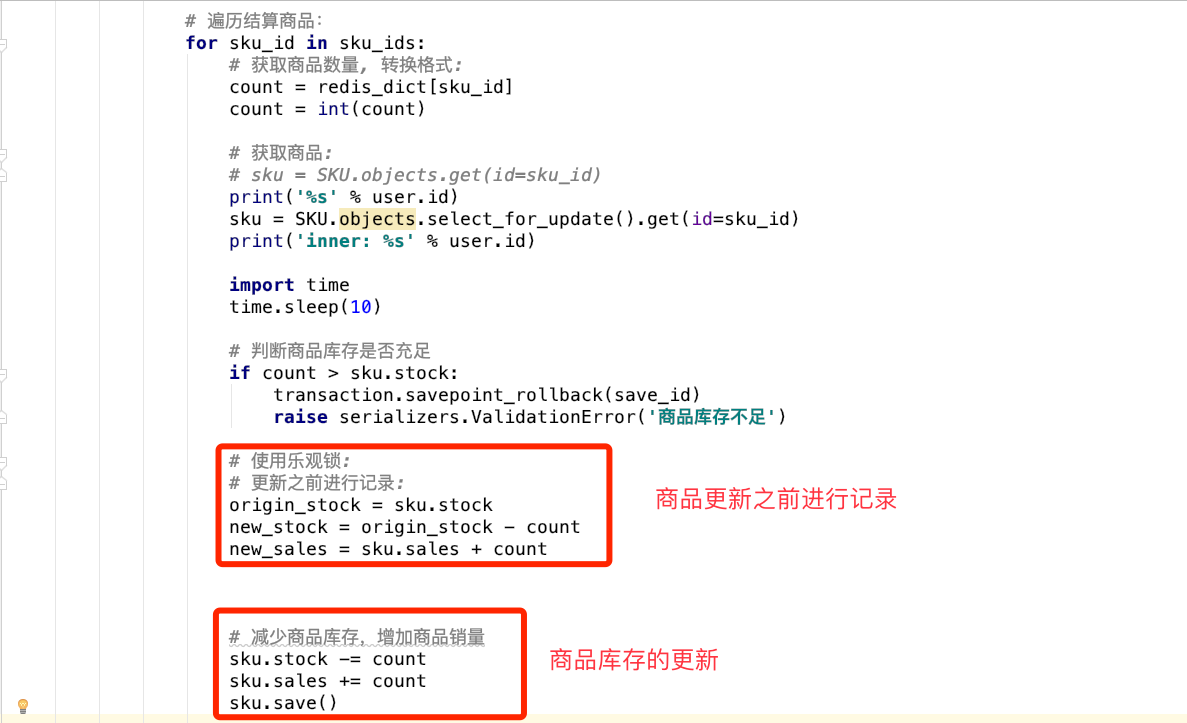 # 遍历结算商品:
for sku_id in sku_ids:
# 获取商品数量, 转换格式:
count = redis_dict[sku_id]
count = int(count)
# 获取商品:
# sku = SKU.objects.get(id=sku_id)
print('%s' % user.id)
sku = SKU.objects.select_for_update().get(id=sku_id)
print('inner: %s' % user.id)
import time
time.sleep(10)
# 判断商品库存是否充足
if count > sku.stock:
transaction.savepoint_rollback(save_id)
raise serializers.ValidationError('商品库存不足')
# 使用乐观锁:
# 更新之前进行记录:
origin_stock = sku.stock
new_stock = origin_stock - count
new_sales = sku.sales + count
商品更新之前进行记录
# 减少商品库存, 增加商品销量
sku.stock -= count
sku.sales += count
sku.save()
商品库存的更新